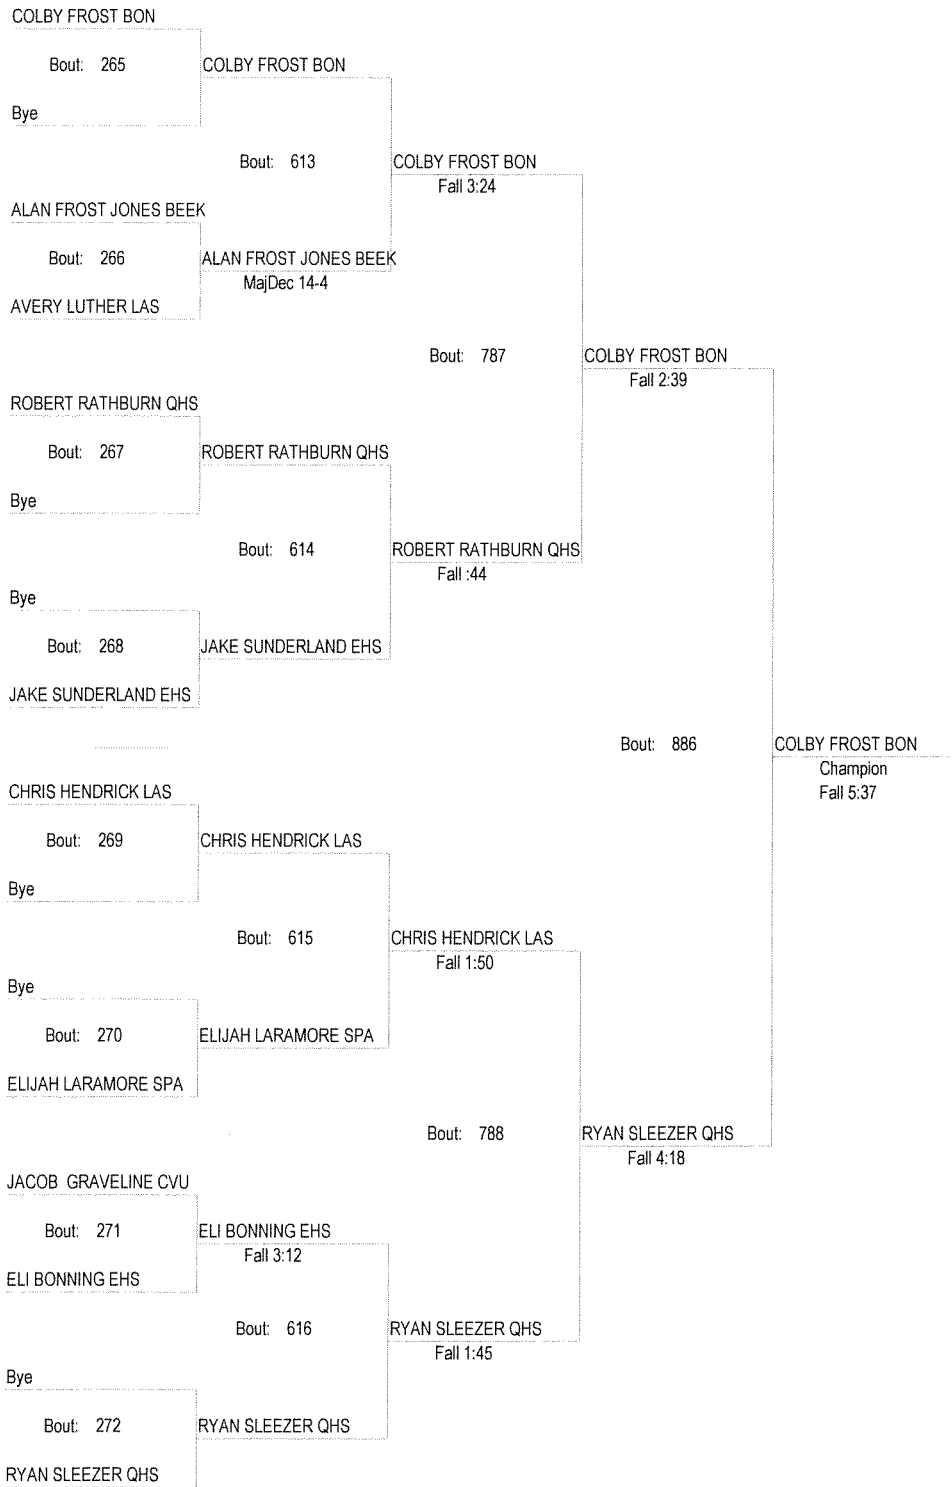 COLBY FROST BON
Bout: 265 COLBY FROST BON
Bye
Bout: 613 COLBY FROST BON
Fall 3:24
ALAN FROST JONES BEEK
Bout: 266 ALAN FROST JONES BEEK
MajDec 14-4
AVERY LUTHER LAS
Bout: 787 COLBY FROST BON
Fall 2:39
ROBERT RATHBURN QHS
Bout: 267 ROBERT RATHBURN QHS
Bye
Bout: 614 ROBERT RATHBURN QHS
Fall :44
Bye
Bout: 268 JAKE SUNDERLAND EHS
JAKE SUNDERLAND EHS
Bout: 886 COLBY FROST BON
Champion
Fall 5:37
CHRIS HENDRICK LAS
Bout: 269 CHRIS HENDRICK LAS
Bye
Bout: 615 CHRIS HENDRICK LAS
Fall 1:50
Bye
Bout: 270 ELIJAH LARAMORE SPA
ELIJAH LARAMORE SPA
Bout: 788 RYAN SLEEZER QHS
Fall 4:18
JACOB GRAVELINE CVU
Bout: 271 ELI BONNING EHS
Fall 3:12
ELI BONNING EHS
Bout: 616 RYAN SLEEZER QHS
Fall 1:45
Bye
Bout: 272 RYAN SLEEZER QHS
RYAN SLEEZER QHS